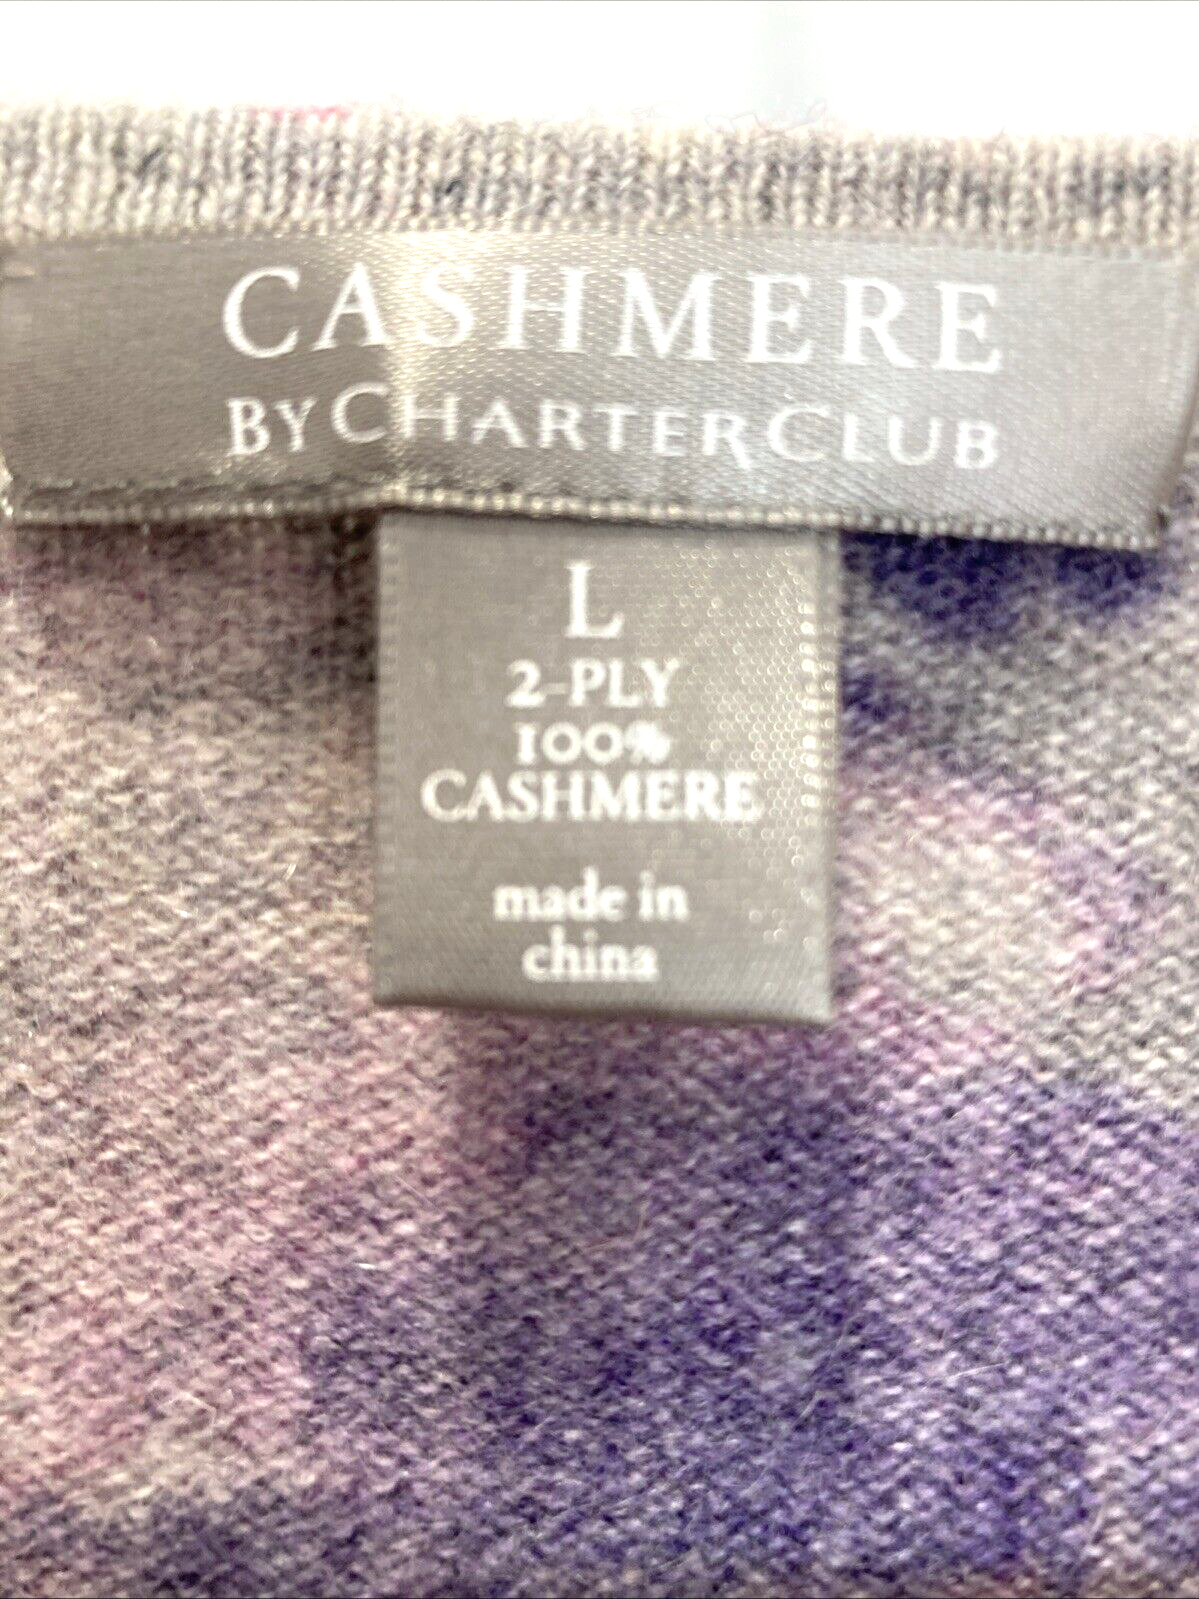 CASHMERE
BY CHARTER CLUB
L
2-PLY
100%
CASHMERE
made in
china